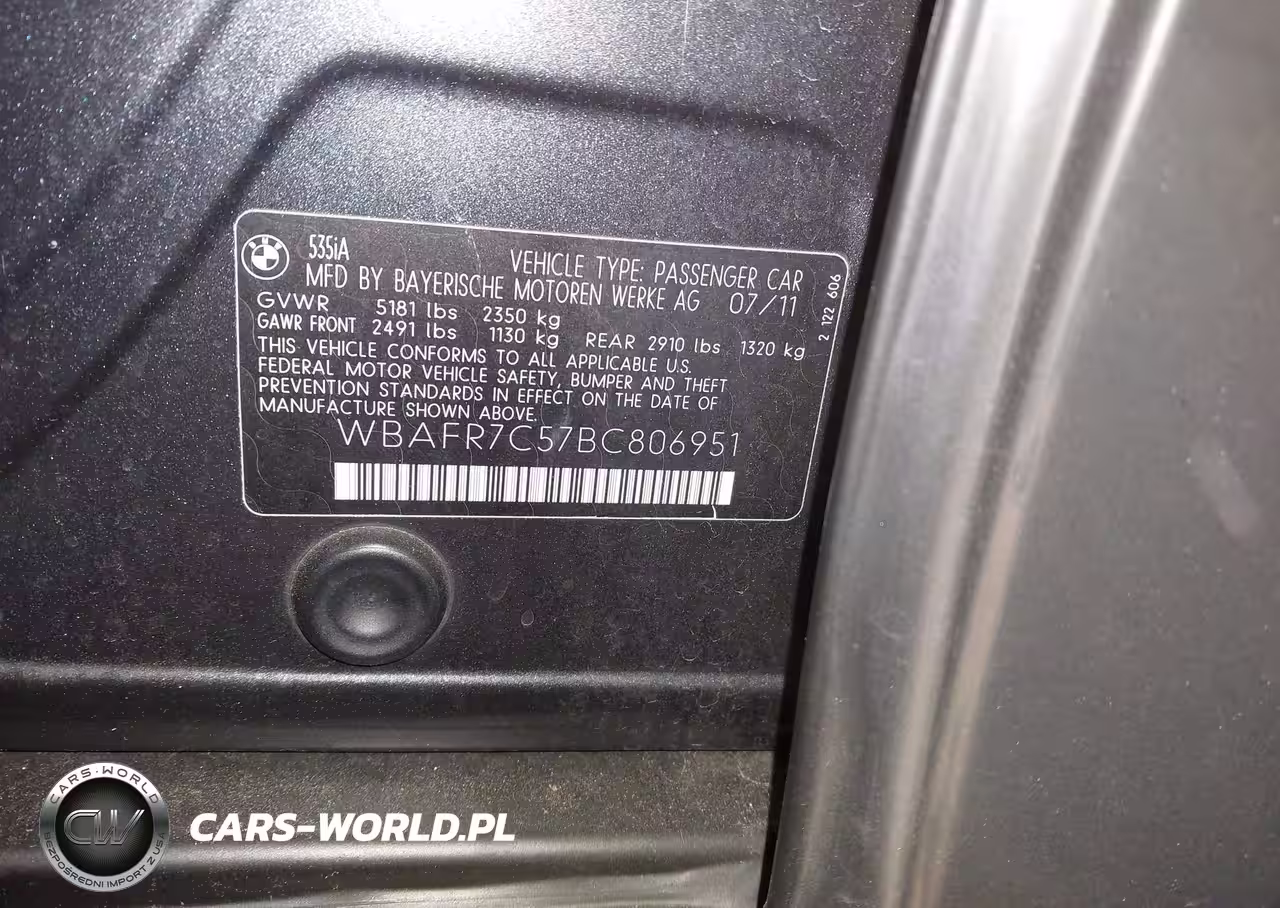 535iA
VEHICLE TYPE: PASSENGER CAR
MFD BY BAYERISCHE MOTOREN WERKE AG 07/11
GVWR 5181 lbs 2350 kg
GAWR FRONT 2491 lbs 1130 kg REAR 2910 lbs 1320 kg
THIS VEHICLE CONFORMS TO ALL APPLICABLE U.S.
FEDERAL MOTOR VEHICLE SAFETY, BUMPER AND THEFT
PREVENTION STANDARDS IN EFFECT ON THE DATE OF
MANUFACTURE SHOWN ABOVE.
WBAFR7C57BC806951
2 122 606
CARS-WORLD
CW
BEZPOŚREDNI IMPORT Z USA
CARS-WORLD.PL